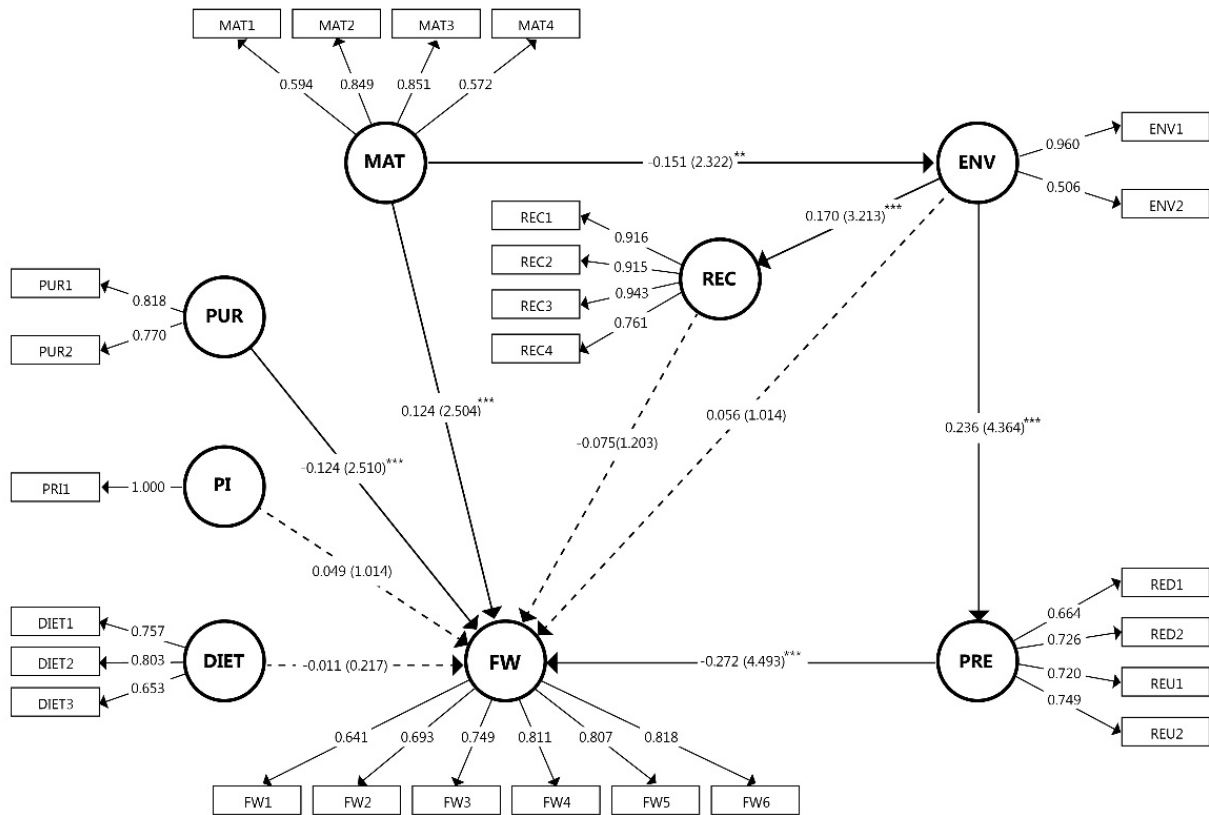 MAT1 MAT2 MAT3 MAT4
0.594 0.849 0.851 0.572
MAT
-0.151 (2.322)**
ENV
0.960
ENV1
0.506
ENV2
0.170 (3.213)***
REC1
0.916
REC2
0.915
REC3
0.943
REC4
0.761
REC
PUR1
0.818
PUR2
0.770
PUR
0.124 (2.504)***
-0.075(1.203)
0.056 (1.014)
0.236 (4.364)***
-0.124 (2.510)***
PRI1
1.000
PI
0.049 (1.014)
DIET1
0.757
DIET2
0.803
DIET3
0.653
DIET
-0.011 (0.217)
FW
-0.272 (4.493)***
PRE
0.664
RED1
0.726
RED2
0.720
REU1
0.749
REU2
0.641 0.693 0.749 0.811 0.807 0.818
FW1 FW2 FW3 FW4 FW5 FW6